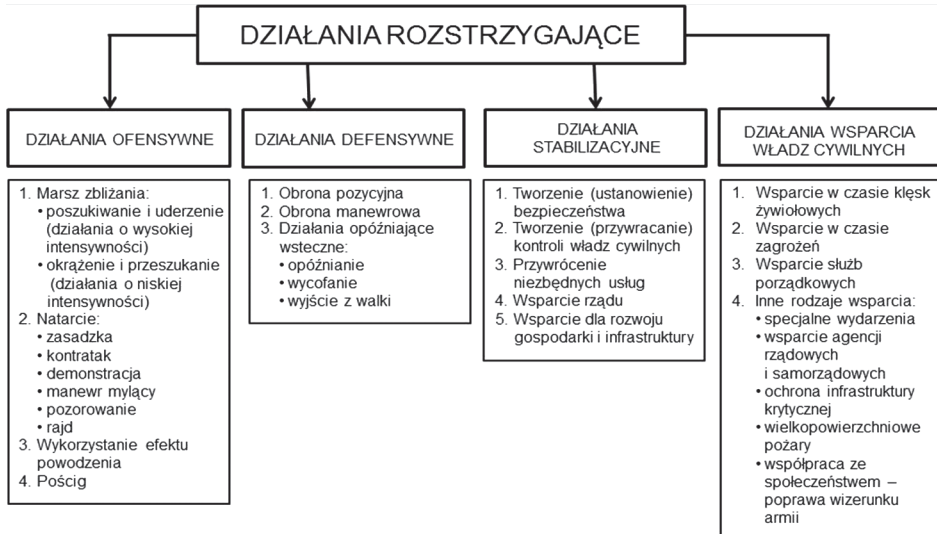 DZIAŁANIA ROZSTRZYGAJĄCE
DZIAŁANIA OFENSYWNE
1. Marsz zbliżania:
• poszukiwanie i uderzenie
(działania o wysokiej
intensywności)
• okrążenie i przeszukanie
(działania o niskiej
intensywności)
2. Natarcie:
• zasadzka
• kontratak
• demonstracja
• manewr mylący
• pozorowanie
• rajd
3. Wykorzystanie efektu
powodzenia
4. Pościg
DZIAŁANIA DEFENSYWNE
1. Obrona pozycyjna
2. Obrona manewrowa
3. Działania opóźniające
wsteczne:
• opóźnianie
• wycofanie
• wyjście z walki
DZIAŁANIA
STABILIZACYJNE
1. Tworzenie (ustanowienie)
bezpieczeństwa
2. Tworzenie (przywracanie)
kontroli władz cywilnych
3. Przywrócenie
niezbędnych usług
4. Wsparcie rządu
5. Wsparcie dla rozwoju
gospodarki i infrastruktury
DZIAŁANIA WSPARCIA
WŁADZ CYWILNYCH
1. Wsparcie w czasie klęsk
żywiołowych
2. Wsparcie w czasie
zagrożeń
3. Wsparcie służb
porządkowych
4. Inne rodzaje wsparcia:
• specjalne wydarzenia
• wsparcie agencji
rządowych
i samorządowych
• ochrona infrastruktury
krytycznej
• wielkopowierzchniowe
pożary
• współpraca ze
społeczeństwem –
poprawa wizerunku
armii